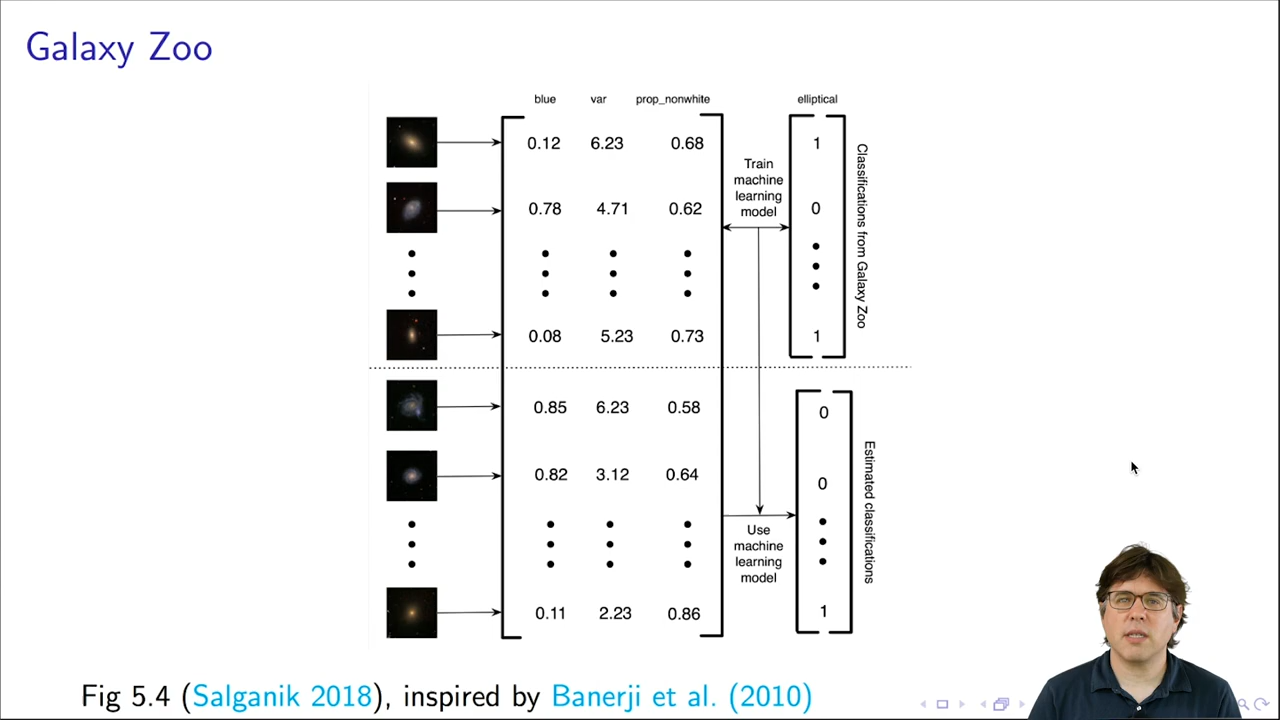 Galaxy Zoo
blue var prop_nonwhite elliptical
0.12 6.23 0.68 1
Train
machine
learning
model
0.78 4.71 0.62 0
Classifications from Galaxy Zoo
0.08 5.23 0.73 1
0.85 6.23 0.58 0
0.82 3.12 0.64 0
Estimated classifications
Use
machine
learning
model
0.11 2.23 0.86 1
Fig 5.4 (Salganik 2018), inspired by Banerji et al. (2010)